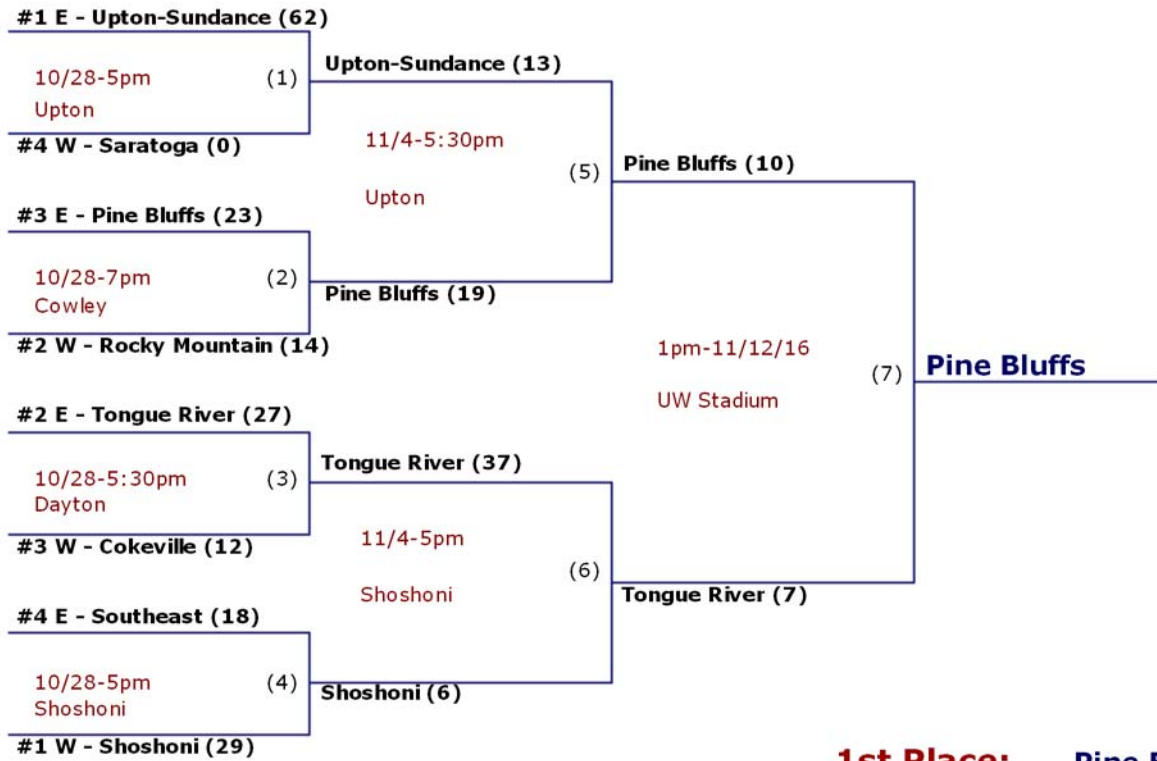 #1 E - Upton-Sundance (62)
10/28-5pm (1)
Upton
#4 W - Saratoga (0)
Upton-Sundance (13)
11/4-5:30pm
(5)
Upton
#3 E - Pine Bluffs (23)
10/28-7pm (2)
Cowley
#2 W - Rocky Mountain (14)
Pine Bluffs (19)
Pine Bluffs (10)
1pm-11/12/16
(7)
UW Stadium
Pine Bluffs
#2 E - Tongue River (27)
10/28-5:30pm (3)
Dayton
#3 W - Cokeville (12)
Tongue River (37)
11/4-5pm
(6)
Shoshoni
Tongue River (7)
#4 E - Southeast (18)
10/28-5pm (4)
Shoshoni
#1 W - Shoshoni (29)
Shoshoni (6)
1st Place: Pine